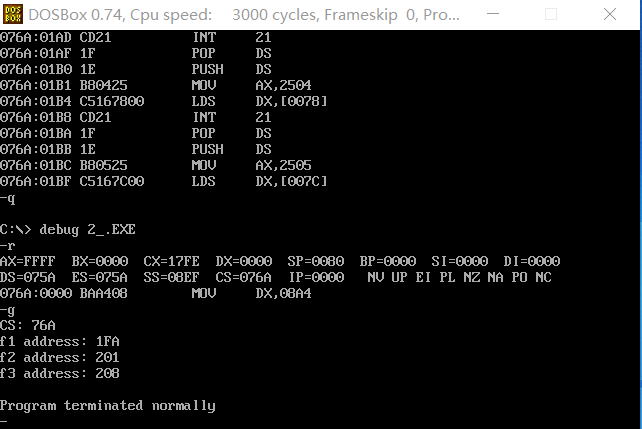 DOSBox 0.74, Cpu speed:    3000 cycles, Frameskip  0, Pro...
076A:01AD CD21          INT     21
076A:01AF 1F            POP     DS
076A:01B0 1E            PUSH    DS
076A:01B1 B80425        MOV     AX,2504
076A:01B4 C5167800      LDS     DX,[0078]
076A:01B8 CD21          INT     21
076A:01BA 1F            POP     DS
076A:01BB 1E            PUSH    DS
076A:01BC B80525        MOV     AX,2505
076A:01BF C5167C00      LDS     DX,[007C]
-q
C:\> debug 2_.EXE
-r
AX=FFFF  BX=0000  CX=17FE  DX=0000  SP=0080  BP=0000  SI=0000  DI=0000
DS=075A  ES=075A  SS=08EF  CS=076A  IP=0000   NV UP EI PL NZ NA PO NC
076A:0000 BAA408        MOV     DX,08A4
-g
CS: 76A
f1 address: 1FA
f2 address: 201
f3 address: 208
Program terminated normally
-